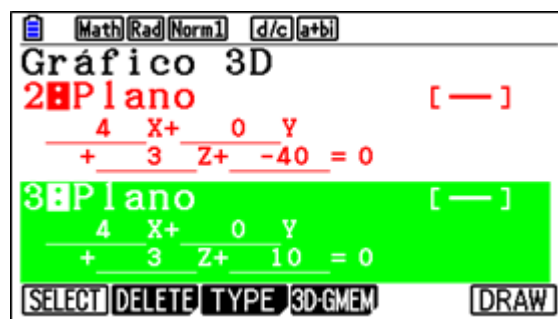 Math Rad Norm1 d/c a+bi
Gráfico 3D
2:Plano [—]
4 X+ 0 Y
+ 3 Z+ -40 = 0
3:Plano [—]
4 X+ 0 Y
+ 3 Z+ 10 = 0
SELECT DELETE TYPE 3D·GMEM DRAW